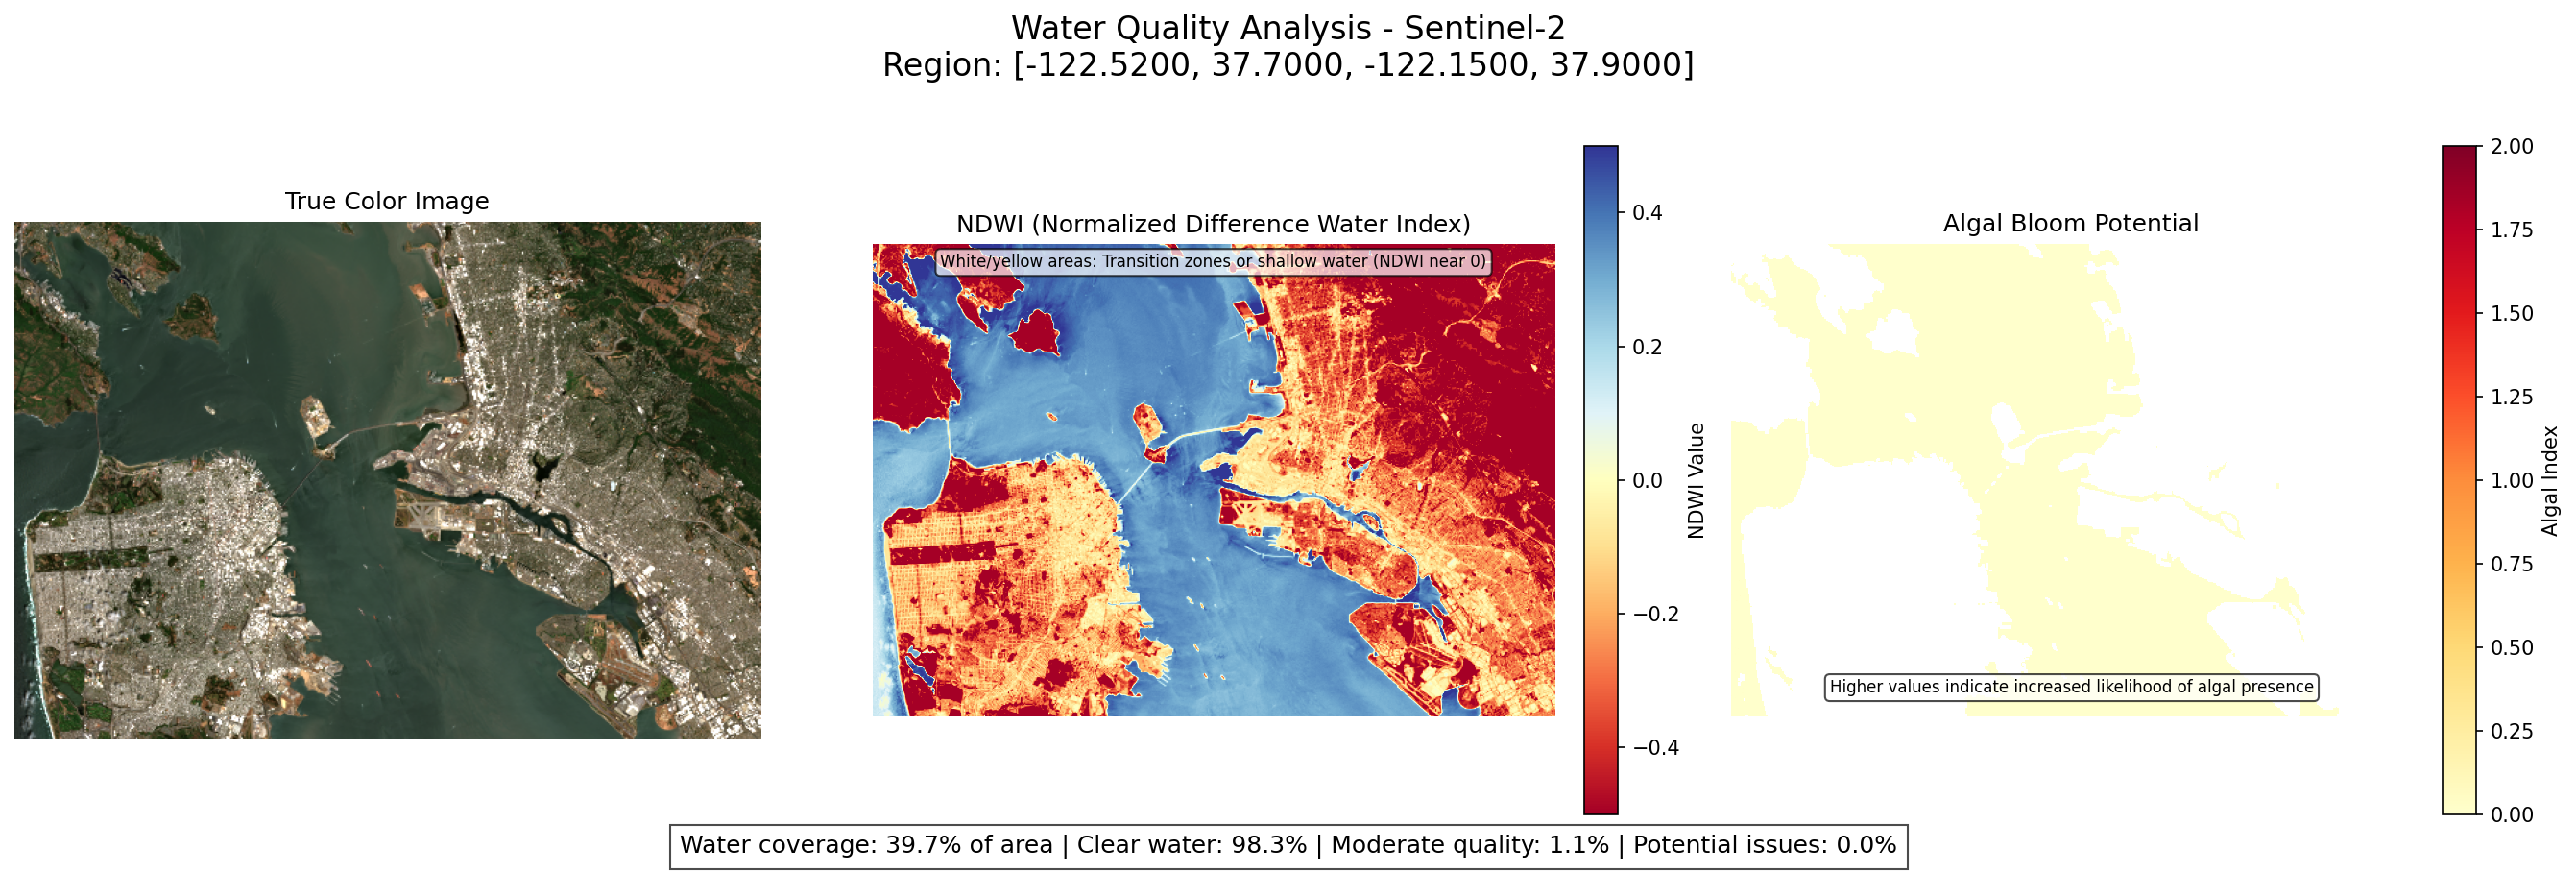 Water Quality Analysis - Sentinel-2
Region: [-122.5200, 37.7000, -122.1500, 37.9000]
True Color Image
NDWI (Normalized Difference Water Index)
White/yellow areas: Transition zones or shallow water (NDWI near 0)
0.4
0.2
0.0
−0.2
−0.4
NDWI Value
Algal Bloom Potential
Higher values indicate increased likelihood of algal presence
2.00
1.75
1.50
1.25
1.00
0.75
0.50
0.25
0.00
Algal Index
Water coverage: 39.7% of area | Clear water: 98.3% | Moderate quality: 1.1% | Potential issues: 0.0%